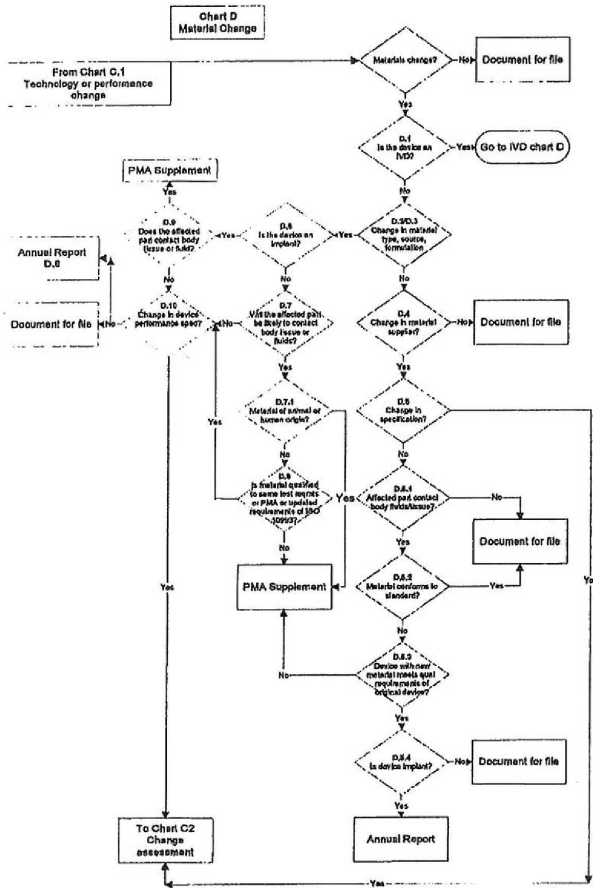 Chart D
Material Change
From Chart C.1
Technology or performance
change
Materials change?
No
Document for file
Yes
D.1
Is the device an
IVD?
Yes
Go to IVD chart D
No
PMA Supplement
Yes
D.9
Does the affected
part contact body
tissue or fluid?
Yes
D.6
Is the device an
implant?
Yes
D.2/D.3
Change in material
type, source,
formulation
Annual Report
D.8
No
No
No
Document for file
No
D.10
Change in device
performance spec?
No
D.7
Will the affected part
be likely to contact
body tissue or
fluids?
D.4
Change in material
supplier?
No
Document for file
Yes
Yes
D.7.1
Material of animal or
human origin?
D.5
Change in
specification?
Yes
No
No
Is material qualified
to same test reqmts
or PMA or updated
requirements of ISO
Yes
D.5.1
Affected part contact
body fluids/tissue?
No
No
Yes
Document for file
PMA Supplement
D.5.2
Material conforms to
standard?
Yes
Yes
No
D.5.3
Device with new
material meets qual
requirements of
original device?
No
Yes
D.5.4
Is device implant?
No
Document for file
Yes
To Chart C2
Change
assessment
Annual Report
Yes